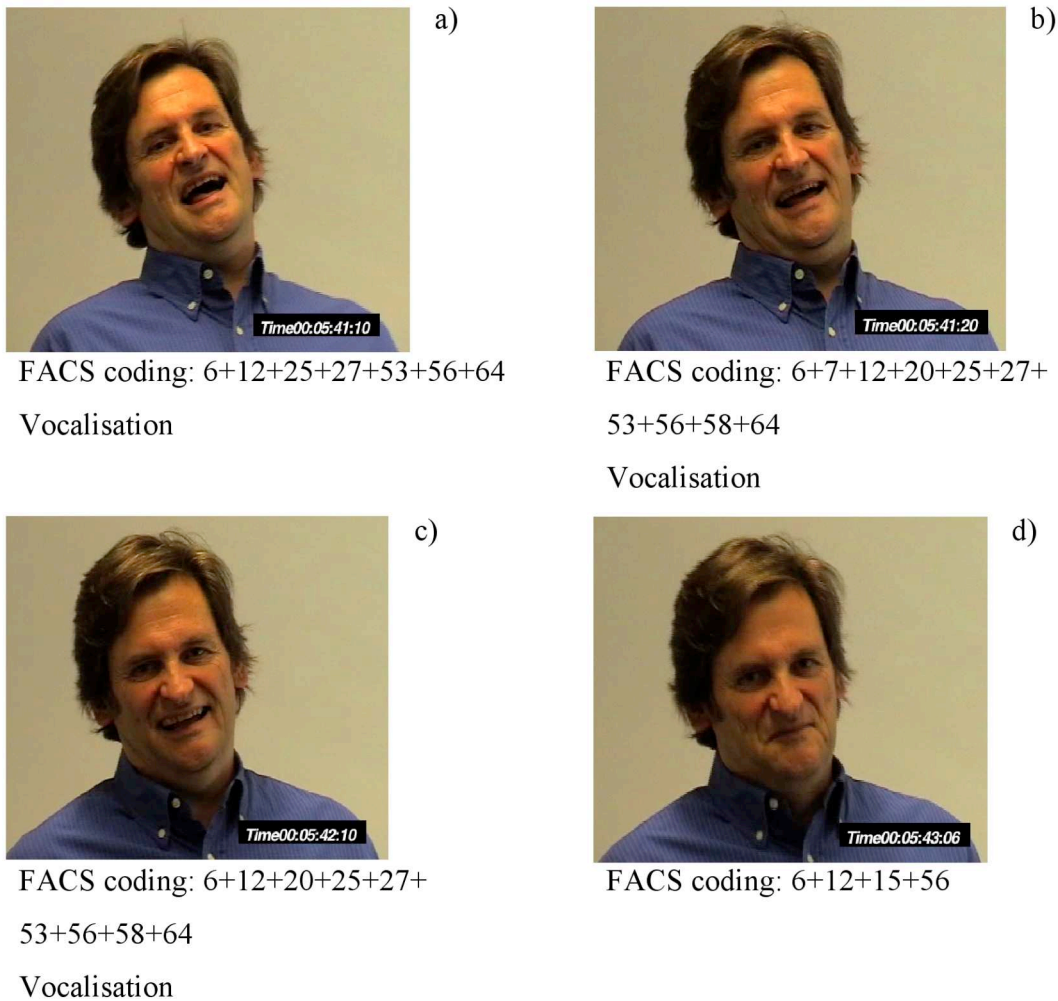 a)
Time00:05:41:10
FACS coding: 6+12+25+27+53+56+64
Vocalisation
b)
Time00:05:41:20
FACS coding: 6+7+12+20+25+27+
53+56+58+64
Vocalisation
c)
Time00:05:42:10
FACS coding: 6+12+20+25+27+
53+56+58+64
Vocalisation
d)
Time00:05:43:06
FACS coding: 6+12+15+56